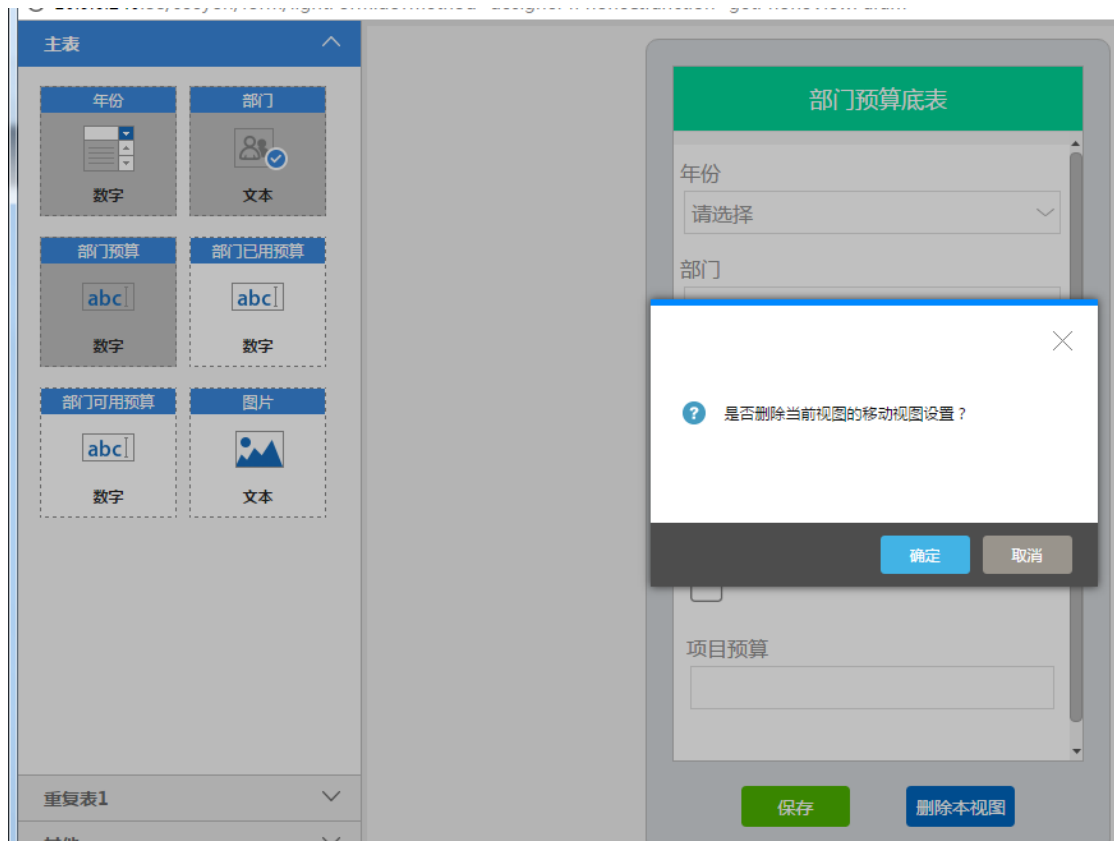 主表
年份
部门
数字
文本
部门预算
部门已用预算
abc
abc
数字
数字
部门可用预算
图片
abc
数字
文本
重复表1
部门预算底表
年份
请选择
部门
是否删除当前视图的移动视图设置？
确定
取消
项目预算
保存
删除本视图